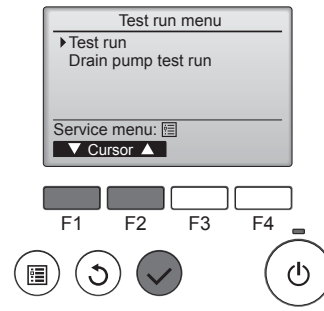 Test run menu
Test run
Drain pump test run
Service menu:
▼ Cursor ▲
F1 F2 F3 F4